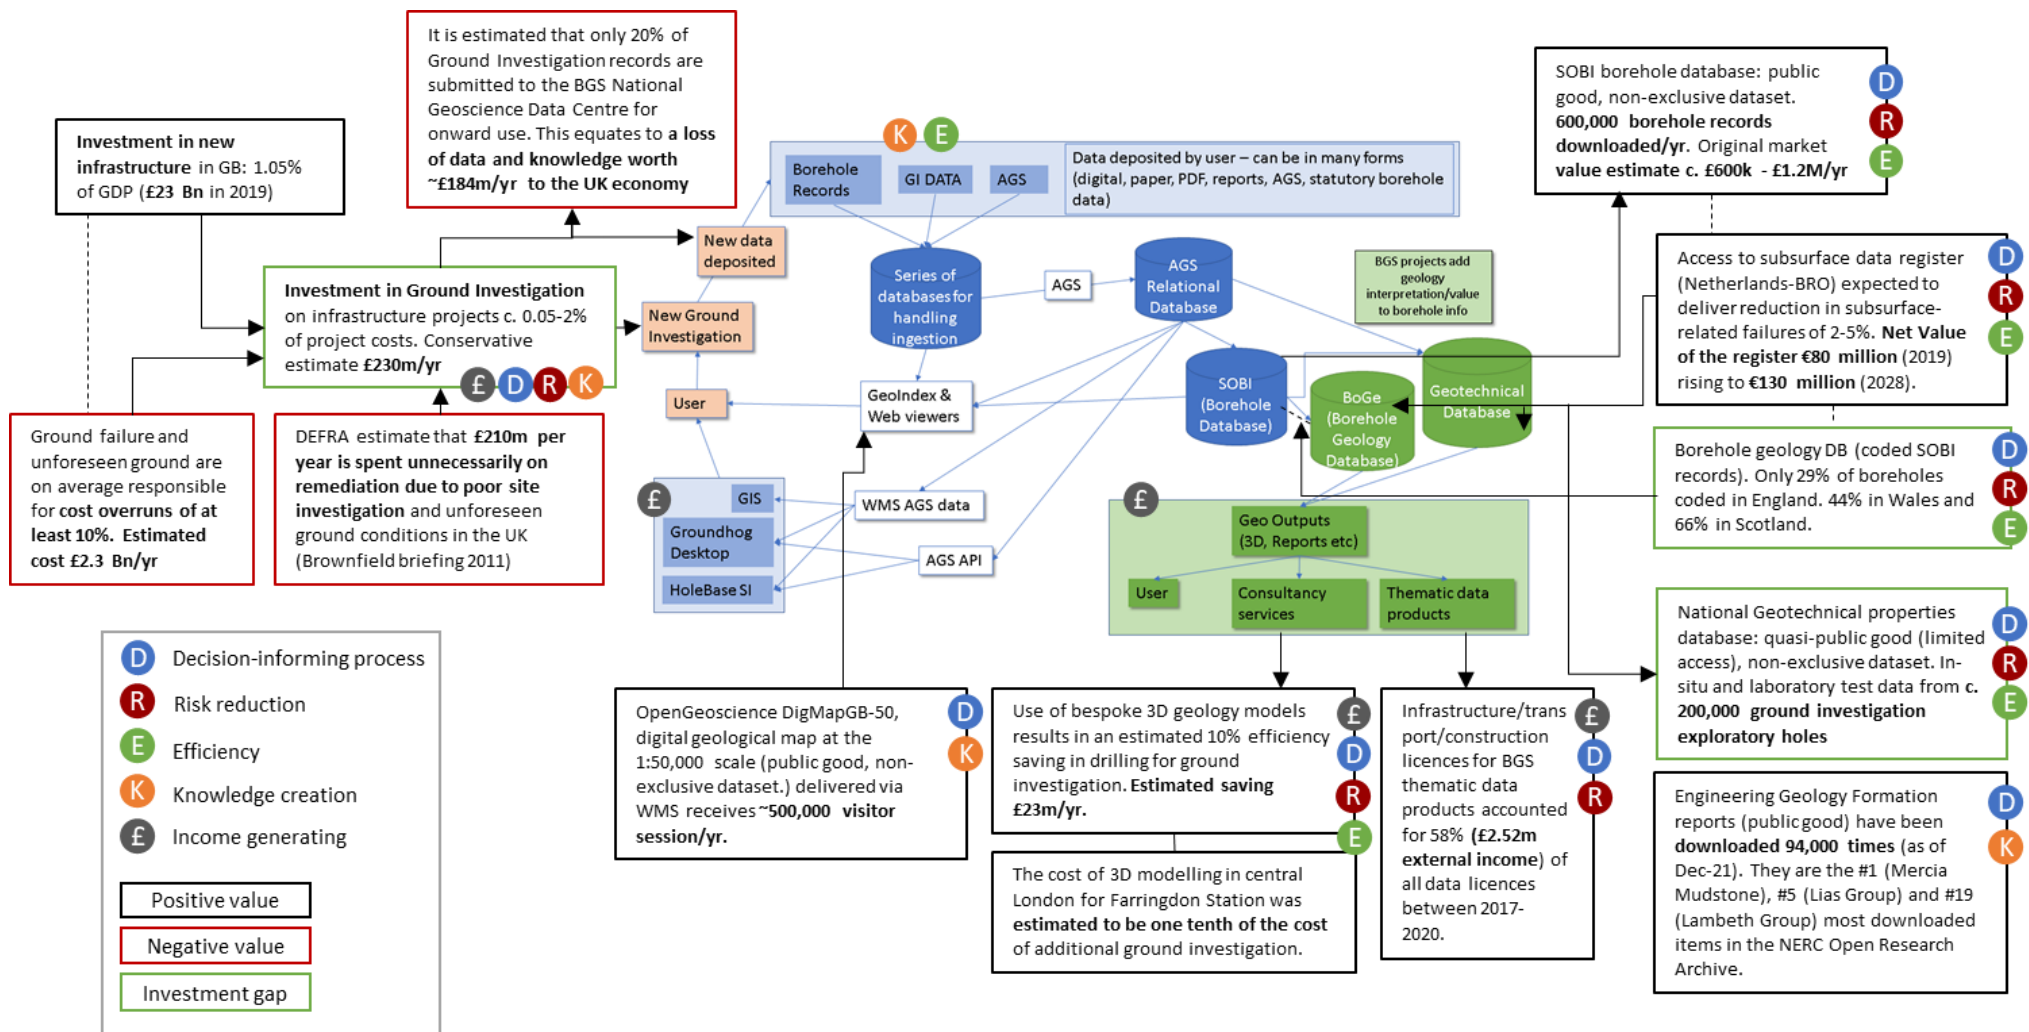 It is estimated that only 20% of
Ground Investigation records are
submitted to the BGS National
Geoscience Data Centre for
onward use. This equates to a loss
of data and knowledge worth
~£184m/yr to the UK economy
Investment in new
infrastructure in GB: 1.05%
of GDP (£23 Bn in 2019)
Investment in Ground Investigation
on infrastructure projects c. 0.05-2%
of project costs. Conservative
estimate £230m/yr
£ D R K
Ground failure and
unforeseen ground are
on average responsible
for cost overruns of at
least 10%. Estimated
cost £2.3 Bn/yr
DEFRA estimate that £210m per
year is spent unnecessarily on
remediation due to poor site
investigation and unforeseen
ground conditions in the UK
(Brownfield briefing 2011)
D Decision-informing process
R Risk reduction
E Efficiency
K Knowledge creation
£ Income generating
Positive value
Negative value
Investment gap
K E
Borehole
Records
GI DATA
AGS
Data deposited by user – can be in many forms
(digital, paper, PDF, reports, AGS, statutory borehole
data)
New data
deposited
New Ground
Investigation
User
Series of
databases for
handling
ingestion
AGS
AGS
Relational
Database
BGS projects add
geology
interpretation/value
to borehole info
GeoIndex &
Web viewers
SOBI
(Borehole
Database)
BoGe
(Borehole
Geology
Database)
Geotechnical
Database
£
GIS
Groundhog
Desktop
HoleBase SI
WMS AGS data
AGS API
£
Geo Outputs
(3D, Reports etc)
User
Consultancy
services
Thematic data
products
OpenGeoscience DigMapGB-50,
digital geological map at the
1:50,000 scale (public good, non-
exclusive dataset.) delivered via
WMS receives ~500,000 visitor
session/yr.
D
K
Use of bespoke 3D geology models
results in an estimated 10% efficiency
saving in drilling for ground
investigation. Estimated saving
£23m/yr.
£
D
R
E
The cost of 3D modelling in central
London for Farringdon Station was
estimated to be one tenth of the cost
of additional ground investigation.
Infrastructure/trans
port/construction
licences for BGS
thematic data
products accounted
for 58% (£2.52m
external income) of
all data licences
between 2017-
2020.
£
D
R
SOBI borehole database: public
good, non-exclusive dataset.
600,000 borehole records
downloaded/yr. Original market
value estimate c. £600k - £1.2M/yr
D
R
E
Access to subsurface data register
(Netherlands-BRO) expected to
deliver reduction in subsurface-
related failures of 2-5%. Net Value
of the register €80 million (2019)
rising to €130 million (2028).
D
R
E
Borehole geology DB (coded SOBI
records). Only 29% of boreholes
coded in England. 44% in Wales and
66% in Scotland.
D
R
E
National Geotechnical properties
database: quasi-public good (limited
access), non-exclusive dataset. In-
situ and laboratory test data from c.
200,000 ground investigation
exploratory holes
D
R
E
Engineering Geology Formation
reports (public good) have been
downloaded 94,000 times (as of
Dec-21). They are the #1 (Mercia
Mudstone), #5 (Lias Group) and #19
(Lambeth Group) most downloaded
items in the NERC Open Research
Archive.
D
K